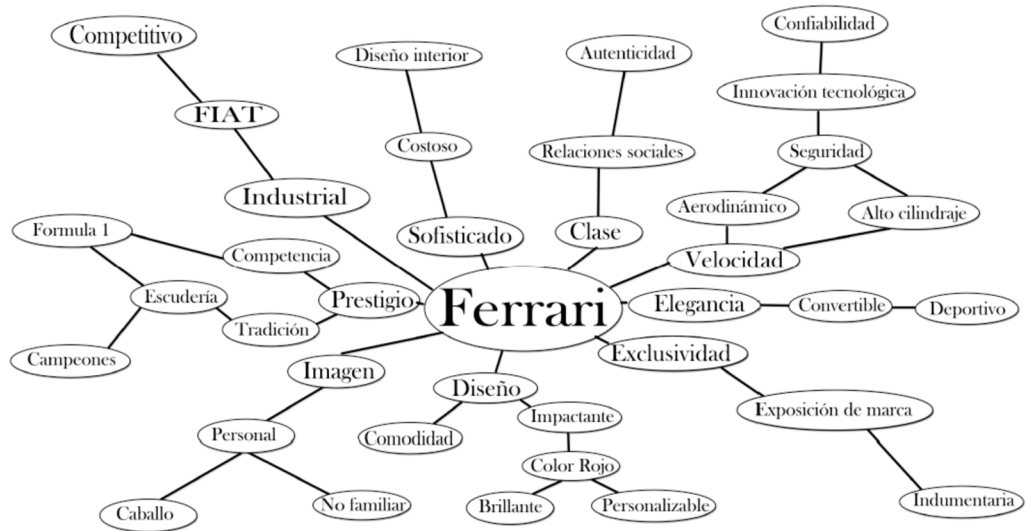 Competitivo
FIAT
Industrial
Diseño interior
Costoso
Sofisticado
Autenticidad
Relaciones sociales
Clase
Confiabilidad
Innovación tecnológica
Seguridad
Aerodinámico
Alto cilindraje
Velocidad
Formula 1
Competencia
Escudería
Prestigio
Tradición
Campeones
Ferrari
Elegancia
Convertible
Deportivo
Exclusividad
Exposición de marca
Indumentaria
Imagen
Personal
Caballo
No familiar
Diseño
Comodidad
Impactante
Color Rojo
Brillante
Personalizable